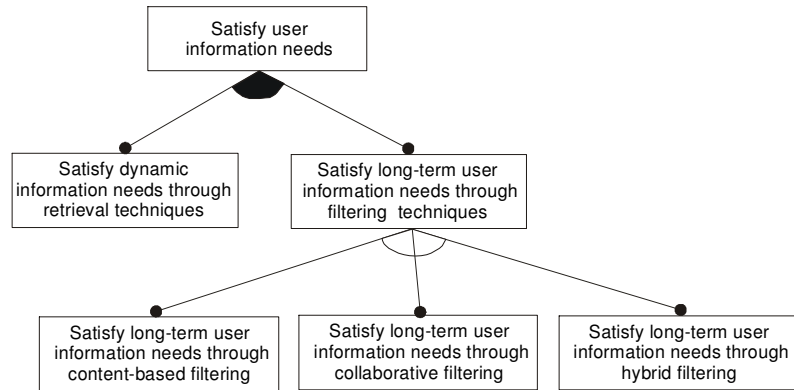 Satisfy user
information needs
Satisfy dynamic
information needs through
retrieval techniques
Satisfy long-term user
information needs through
filtering techniques
Satisfy long-term user
information needs through
content-based filtering
Satisfy long-term user
information needs through
collaborative filtering
Satisfy long-term user
information needs through
hybrid filtering